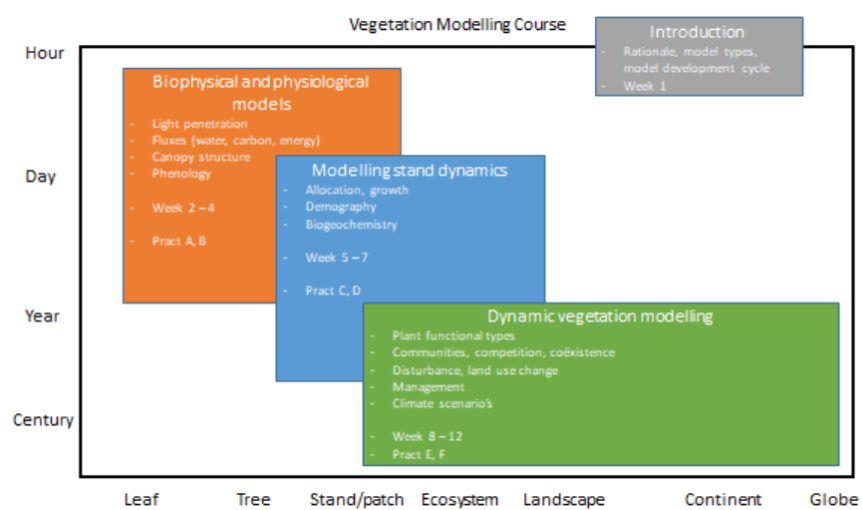 Vegetation Modelling Course
Hour
Day
Year
Century
Introduction
- Rationale, model types,
model development cycle
- Week 1
Biophysical and physiological
models
- Light penetration
- Fluxes (water, carbon, energy)
- Canopy structure
- Phenology
- Week 2 – 4
- Pract A, B
Modelling stand dynamics
- Allocation, growth
- Demography
- Biogeochemistry
- Week 5 – 7
- Pract C, D
Dynamic vegetation modelling
- Plant functional types
- Communities, competition, coëxistence
- Disturbance, land use change
- Management
- Climate scenario's
- Week 8 – 12
- Pract E, F
Leaf Tree Stand/patch Ecosystem Landscape Continent Globe